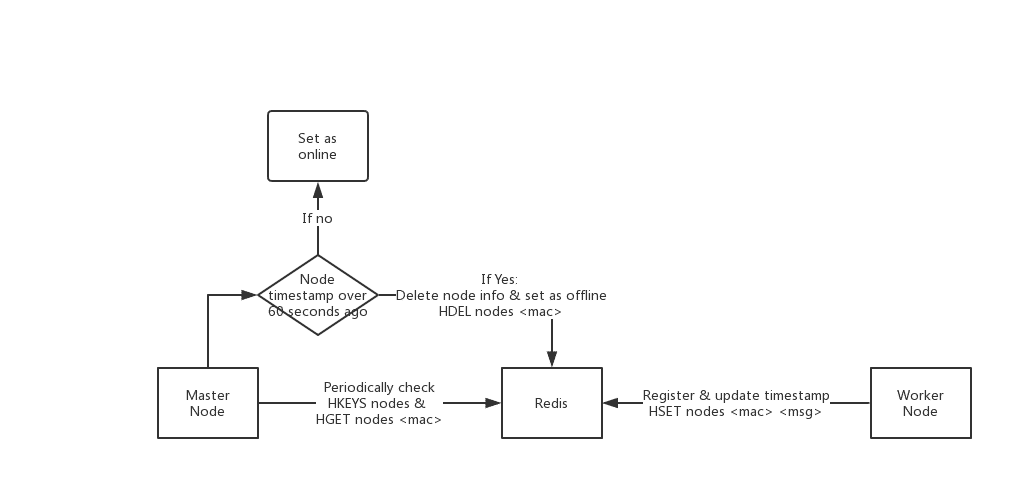 Set as
online
If no
Node
timestamp over
60 seconds ago
If Yes:
Delete node info & set as offline
HDEL nodes <mac>
Master
Node
Periodically check
HKEYS nodes &
HGET nodes <mac>
Redis
Register & update timestamp
HSET nodes <mac> <msg>
Worker
Node